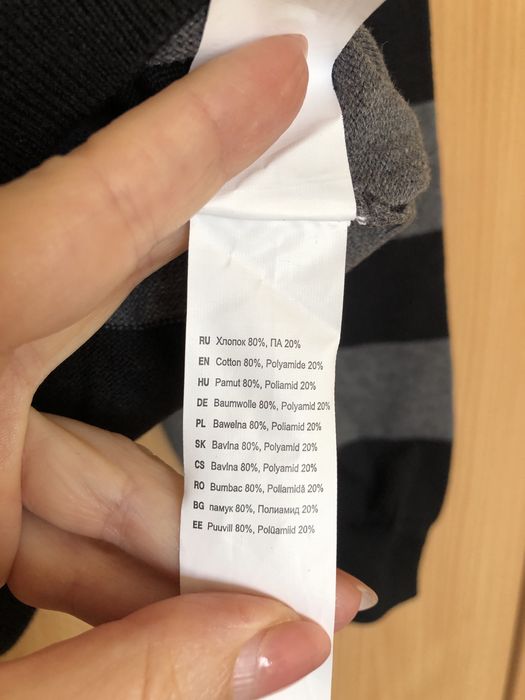 RU Хлопок 80%, ПА 20%
EN Cotton 80%, Polyamide 20%
HU Pamut 80%, Poliamid 20%
DE Baumwolle 80%, Polyamid 20%
PL Bawełna 80%, Poliamid 20%
SK Bavlna 80%, Polyamid 20%
CS Bavlna 80%, Polyamid 20%
RO Bumbac 80%, Poliamidă 20%
BG памук 80%, Полиамид 20%
EE Puuvill 80%, Polüamiid 20%